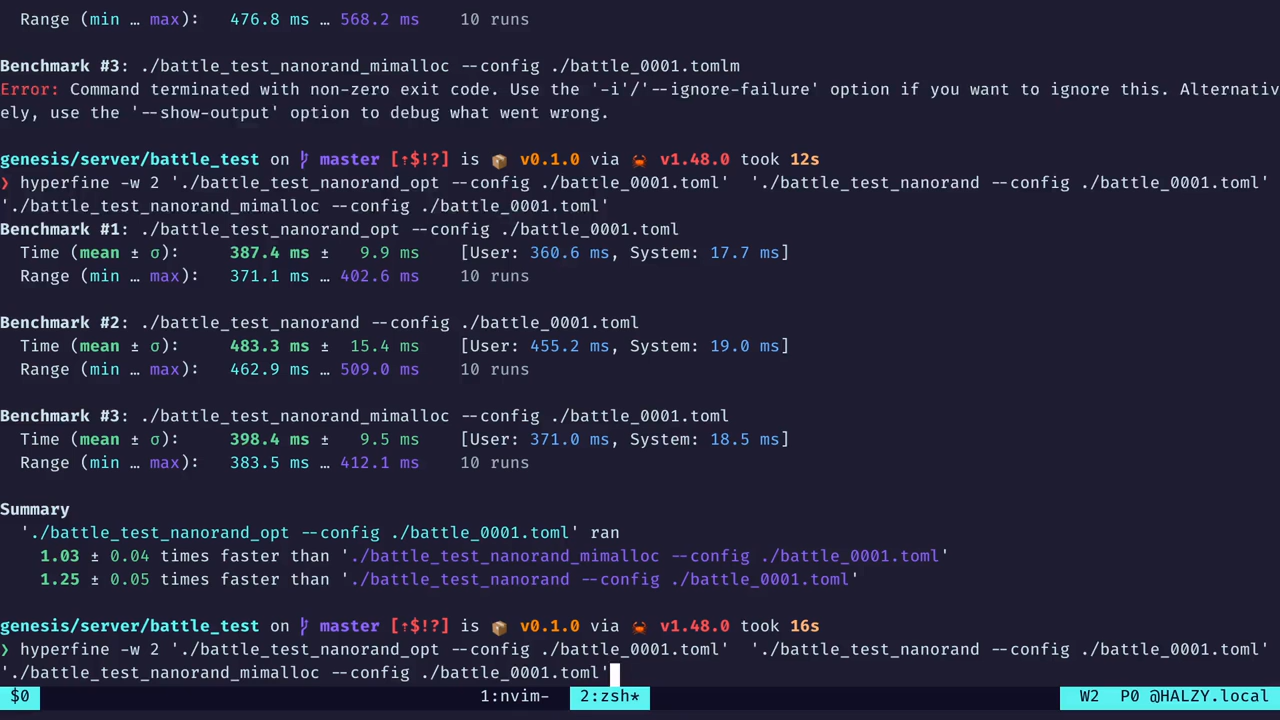 Range (min … max):   476.8 ms … 568.2 ms    10 runs
Benchmark #3: ./battle_test_nanorand_mimalloc --config ./battle_0001.tomlm
Error: Command terminated with non-zero exit code. Use the '-i'/'--ignore-failure' option if you want to ignore this. Alternativ
ely, use the '--show-output' option to debug what went wrong.
genesis/server/battle_test on master [⇡$!?] is 📦 v0.1.0 via 🦀 v1.48.0 took 12s
❯ hyperfine -w 2 './battle_test_nanorand_opt --config ./battle_0001.toml'  './battle_test_nanorand --config ./battle_0001.toml'
'./battle_test_nanorand_mimalloc --config ./battle_0001.toml'
Benchmark #1: ./battle_test_nanorand_opt --config ./battle_0001.toml
Time (mean ± σ):     387.4 ms ±   9.9 ms    [User: 360.6 ms, System: 17.7 ms]
Range (min … max):   371.1 ms … 402.6 ms    10 runs
Benchmark #2: ./battle_test_nanorand --config ./battle_0001.toml
Time (mean ± σ):     483.3 ms ±  15.4 ms    [User: 455.2 ms, System: 19.0 ms]
Range (min … max):   462.9 ms … 509.0 ms    10 runs
Benchmark #3: ./battle_test_nanorand_mimalloc --config ./battle_0001.toml
Time (mean ± σ):     398.4 ms ±   9.5 ms    [User: 371.0 ms, System: 18.5 ms]
Range (min … max):   383.5 ms … 412.1 ms    10 runs
Summary
'./battle_test_nanorand_opt --config ./battle_0001.toml' ran
1.03 ± 0.04 times faster than './battle_test_nanorand_mimalloc --config ./battle_0001.toml'
1.25 ± 0.05 times faster than './battle_test_nanorand --config ./battle_0001.toml'
genesis/server/battle_test on master [⇡$!?] is 📦 v0.1.0 via 🦀 v1.48.0 took 16s
❯ hyperfine -w 2 './battle_test_nanorand_opt --config ./battle_0001.toml'  './battle_test_nanorand --config ./battle_0001.toml'
'./battle_test_nanorand_mimalloc --config ./battle_0001.toml'
$0 1:nvim- 2:zsh* W2 P0 @HALZY.local